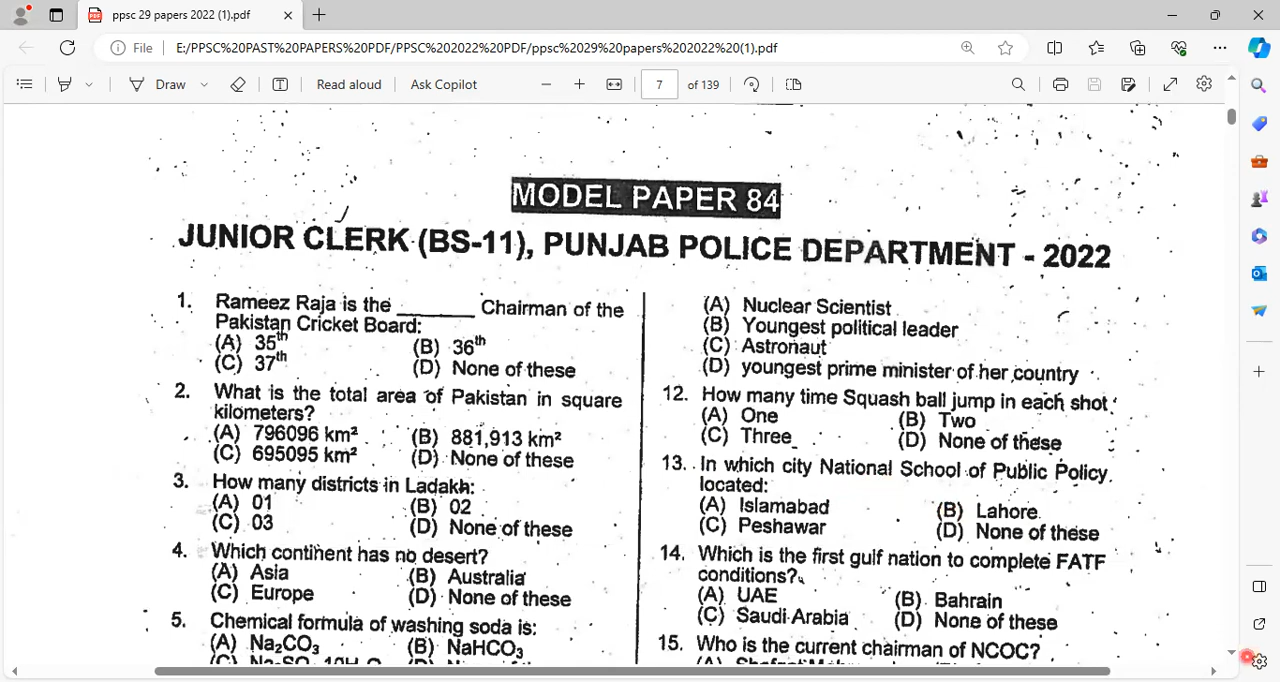 ppsc 29 papers 2022 (1).pdf
File
E:/PPSC%20PAST%20PAPERS%20PDF/PPSC%202022%20PDF/ppsc%2029%20papers%202022%20(1).pdf
Draw
Read aloud
Ask Copilot
7 of 139
MODEL PAPER 84
JUNIOR CLERK (BS-11), PUNJAB POLICE DEPARTMENT - 2022
1. Rameez Raja is the ________ Chairman of the
Pakistan Cricket Board:
(A) 35th (B) 36th
(C) 37th (D) None of these
2. What is the total area of Pakistan in square
kilometers?
(A) 796096 km² (B) 881,913 km²
(C) 695095 km² (D) None of these
3. How many districts in Ladakh:
(A) 01 (B) 02
(C) 03 (D) None of these
4. Which continent has no desert?
(A) Asia (B) Australia
(C) Europe (D) None of these
5. Chemical formula of washing soda is:
(A) Na₂CO₃ (B) NaHCO₃
(A) Nuclear Scientist
(B) Youngest political leader
(C) Astronaut
(D) youngest prime minister of her country
12. How many time Squash ball jump in each shot:
(A) One (B) Two
(C) Three (D) None of these
13. In which city National School of Public Policy
located:
(A) Islamabad (B) Lahore
(C) Peshawar (D) None of these
14. Which is the first gulf nation to complete FATF
conditions?
(A) UAE (B) Bahrain
(C) Saudi Arabia (D) None of these
15. Who is the current chairman of NCOC?